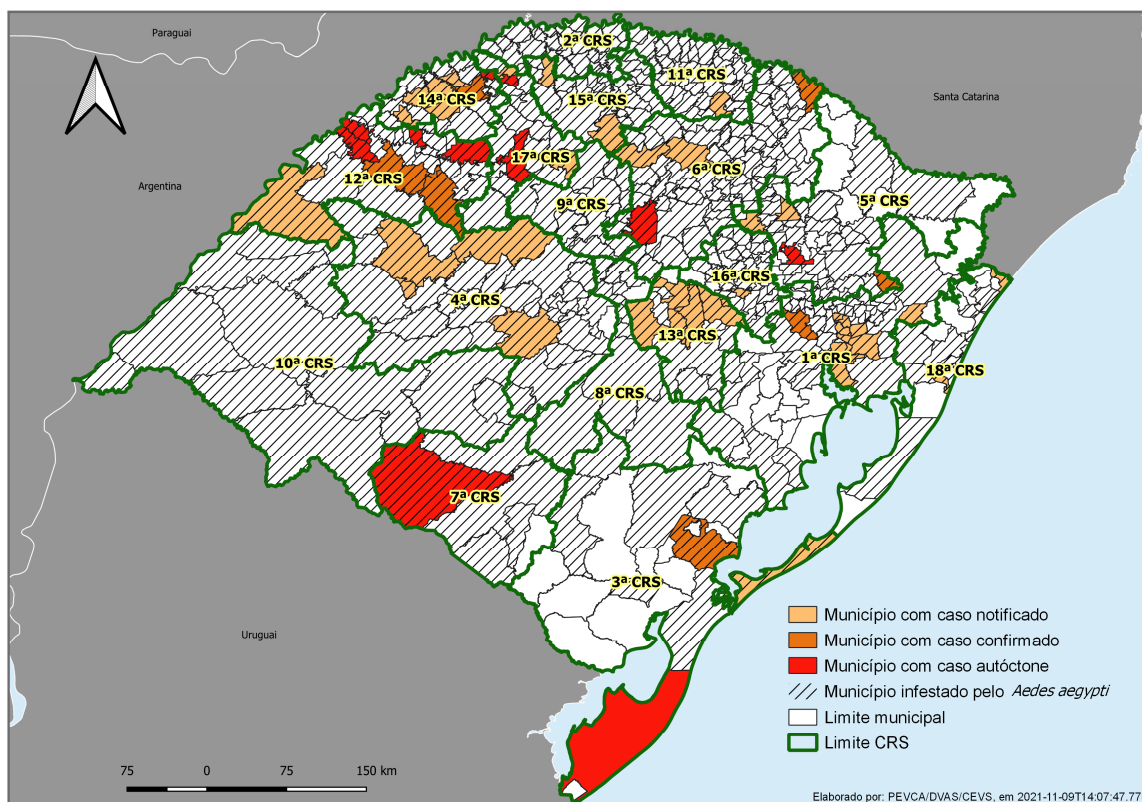 Paraguai
2ª CRS
11ª CRS
14ª CRS
15ª CRS
Santa Catarina
17ª CRS
Argentina
12ª CRS
6ª CRS
9ª CRS
5ª CRS
16ª CRS
4ª CRS
13ª CRS
10ª CRS
1ª CRS
18ª CRS
8ª CRS
7ª CRS
3ª CRS
Uruguai
Município com caso notificado
Município com caso confirmado
Município com caso autóctone
Município infestado pelo Aedes aegypti
Limite municipal
Limite CRS
75 0 75 150 km
Elaborado por: PEVCA/DVAS/CEVS, em 2021-11-09T14:07:47.77